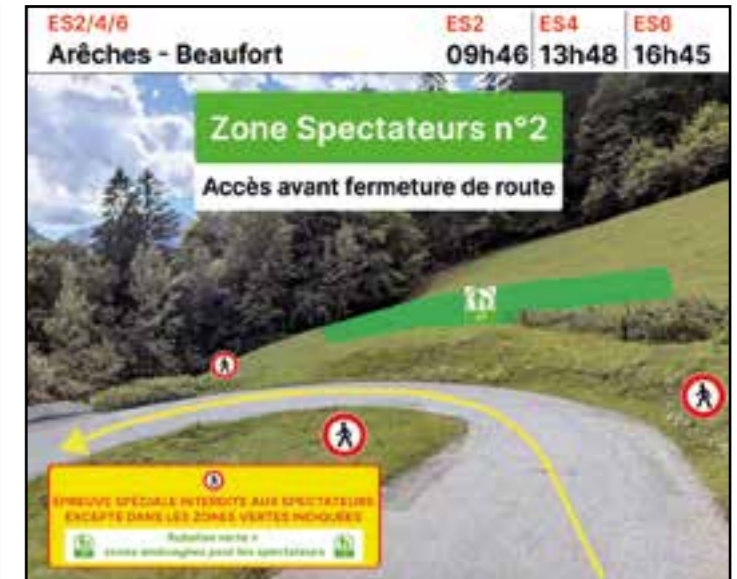 ES2/4/6
Arêches - Beaufort
ES2 ES4 ES6
09h46 13h48 16h45
Zone Spectateurs n°2
Accès avant fermeture de route
EPREUVE SPÉCIALE INTERDITE AUX SPECTATEURS
EXCEPTÉ DANS LES ZONES VERTES INDIQUÉES
Rubalise verte =
zones aménagées pour les spectateurs